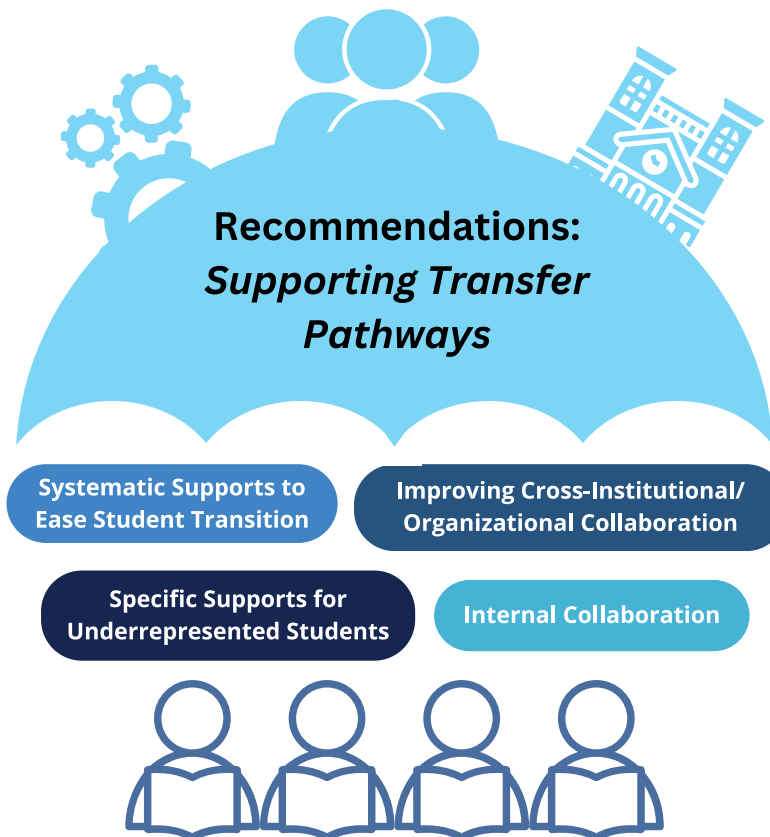 Recommendations:
Supporting Transfer
Pathways
Systematic Supports to
Ease Student Transition
Improving Cross-Institutional/
Organizational Collaboration
Specific Supports for
Underrepresented Students
Internal Collaboration